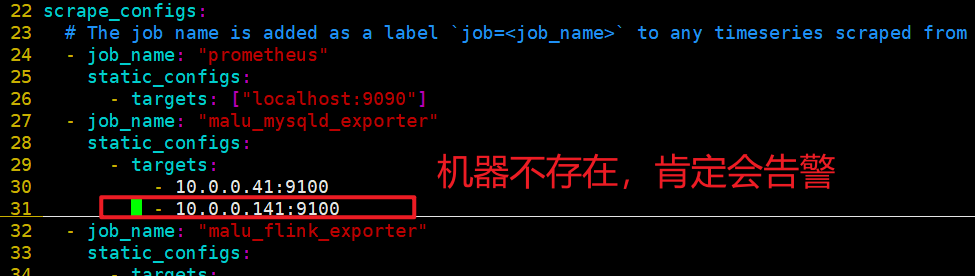 22 scrape_configs:
23   # The job name is added as a label `job=<job_name>` to any timeseries scraped from
24   - job_name: "prometheus"
25     static_configs:
26       - targets: ["localhost:9090"]
27   - job_name: "malu_mysqld_exporter"
28     static_configs:
29       - targets:
30           - 10.0.0.41:9100
机器不存在，肯定会告警
31           - 10.0.0.141:9100
32   - job_name: "malu_flink_exporter"
33     static_configs:
34       - targets: